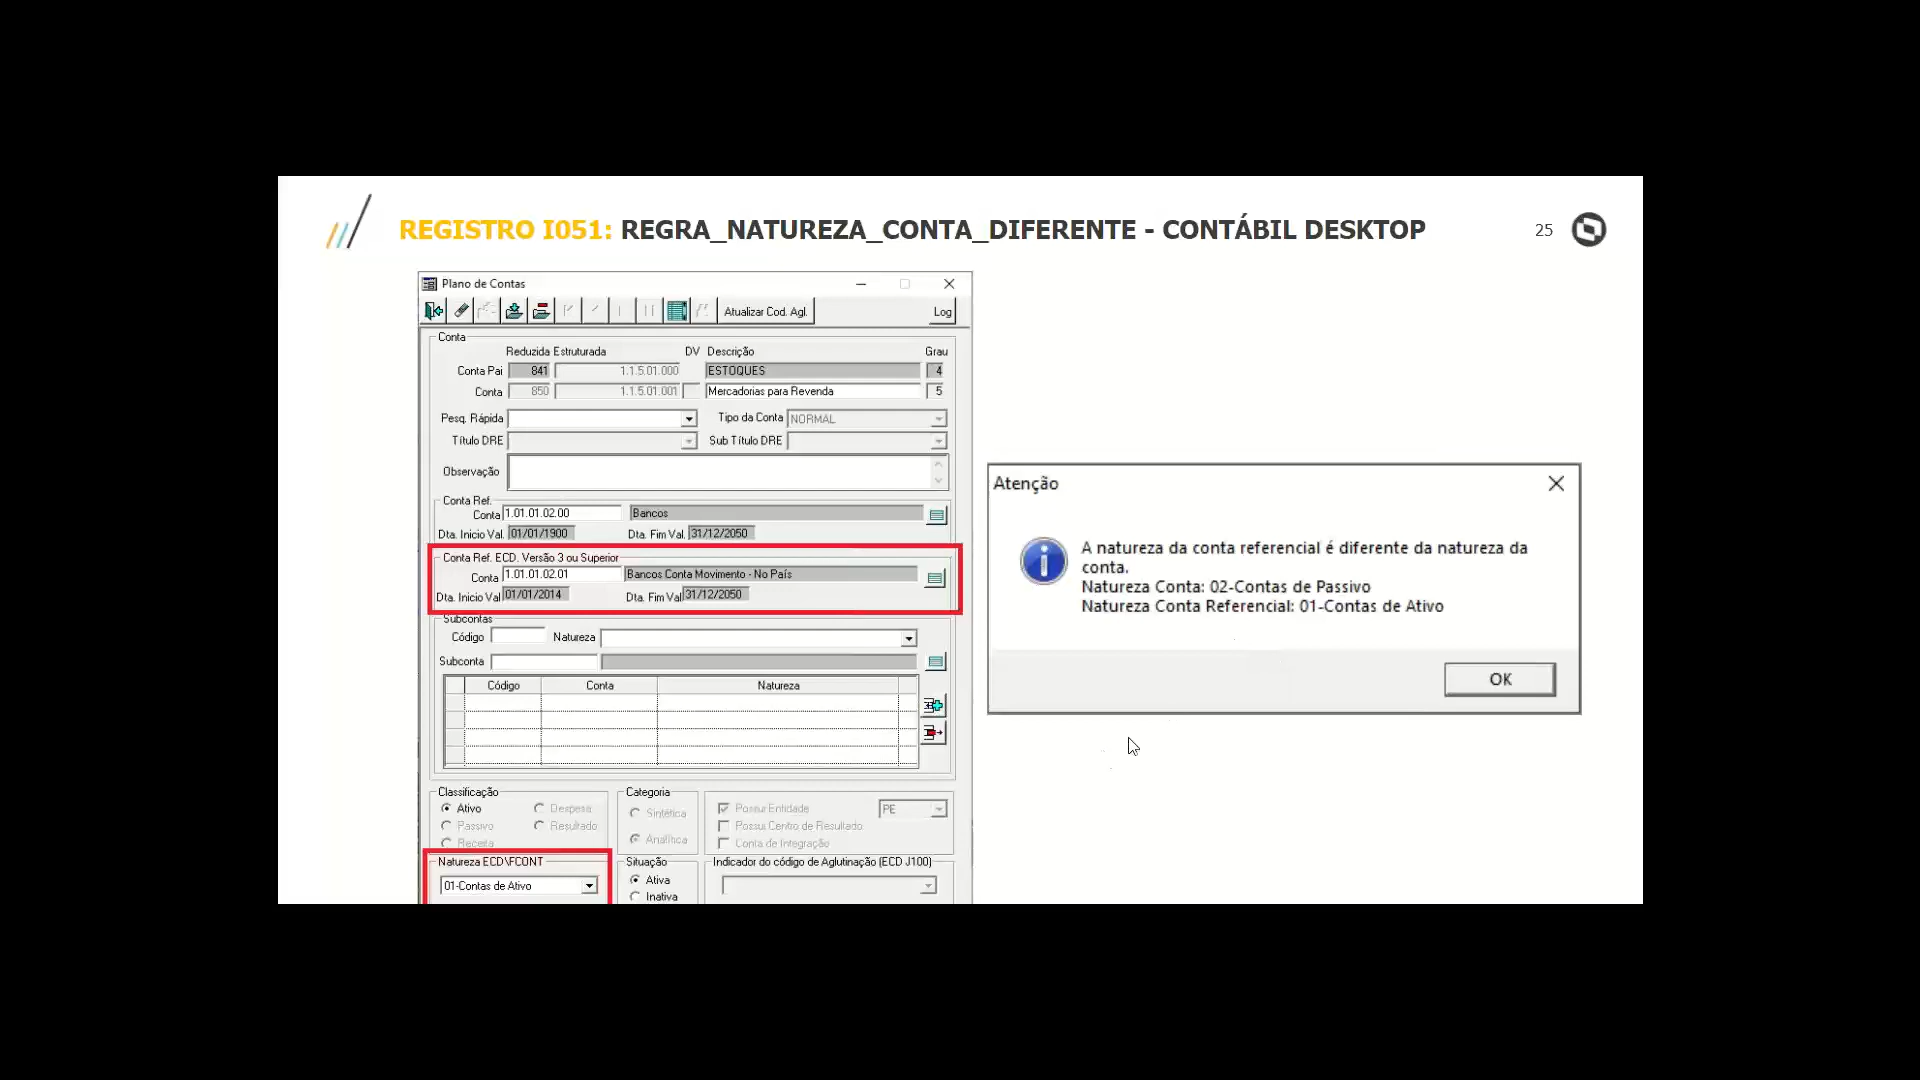 REGISTRO I051: REGRA_NATUREZA_CONTA_DIFERENTE - CONTÁBIL DESKTOP
25
Plano de Contas
Atualizar Cod. Agl.
Log
Conta
Reduzida Estruturada DV Descrição Grau
Conta Pai 841 1.1.5.01.000 ESTOQUES 4
Conta 850 1.1.5.01.001 Mercadorias para Revenda 5
Pesq. Rápida Tipo da Conta NORMAL
Título DRE Sub Título DRE
Observação
Conta Ref.
Conta 1.01.01.02.00 Bancos
Dta. Inicio Val. 01/01/1900 Dta. Fim Val. 31/12/2050
Conta Ref. ECD. Versão 3 ou Superior
Conta 1.01.01.02.01 Bancos Conta Movimento - No País
Dta. Inicio Val 01/01/2014 Dta. Fim Val 31/12/2050
Subcontas
Código Natureza
Subconta
Código Conta Natureza
Classificação
Ativo Despesa
Passivo Resultado
Receita
Categoria
Sintética
Analítica
Possui Entidade PE
Possui Centro de Resultado
Conta de Integração
Natureza ECD\FCONT
01-Contas de Ativo
Situação
Ativa
Inativa
Indicador do código de Aglutinação (ECD J100)
Atenção
A natureza da conta referencial é diferente da natureza da
conta.
Natureza Conta: 02-Contas de Passivo
Natureza Conta Referencial: 01-Contas de Ativo
OK